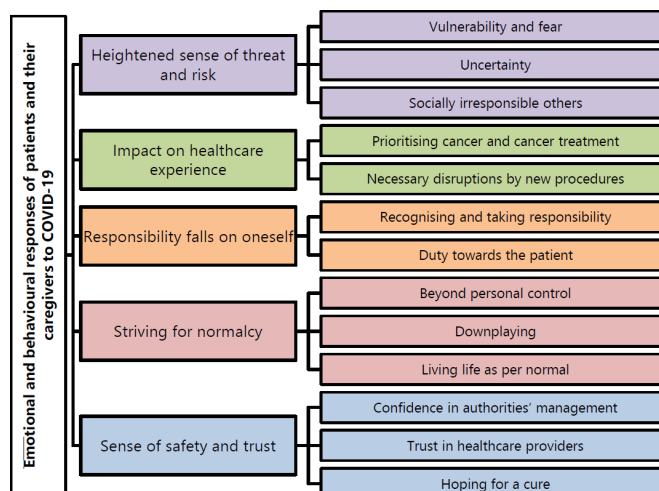 Emotional and behavioural responses of patients and their
caregivers to COVID-19
Heightened sense of threat
and risk
Vulnerability and fear
Uncertainty
Socially irresponsible others
Impact on healthcare
experience
Prioritising cancer and cancer treatment
Necessary disruptions by new procedures
Responsibility falls on oneself
Recognising and taking responsibility
Duty towards the patient
Striving for normalcy
Beyond personal control
Downplaying
Living life as per normal
Sense of safety and trust
Confidence in authorities’ management
Trust in healthcare providers
Hoping for a cure